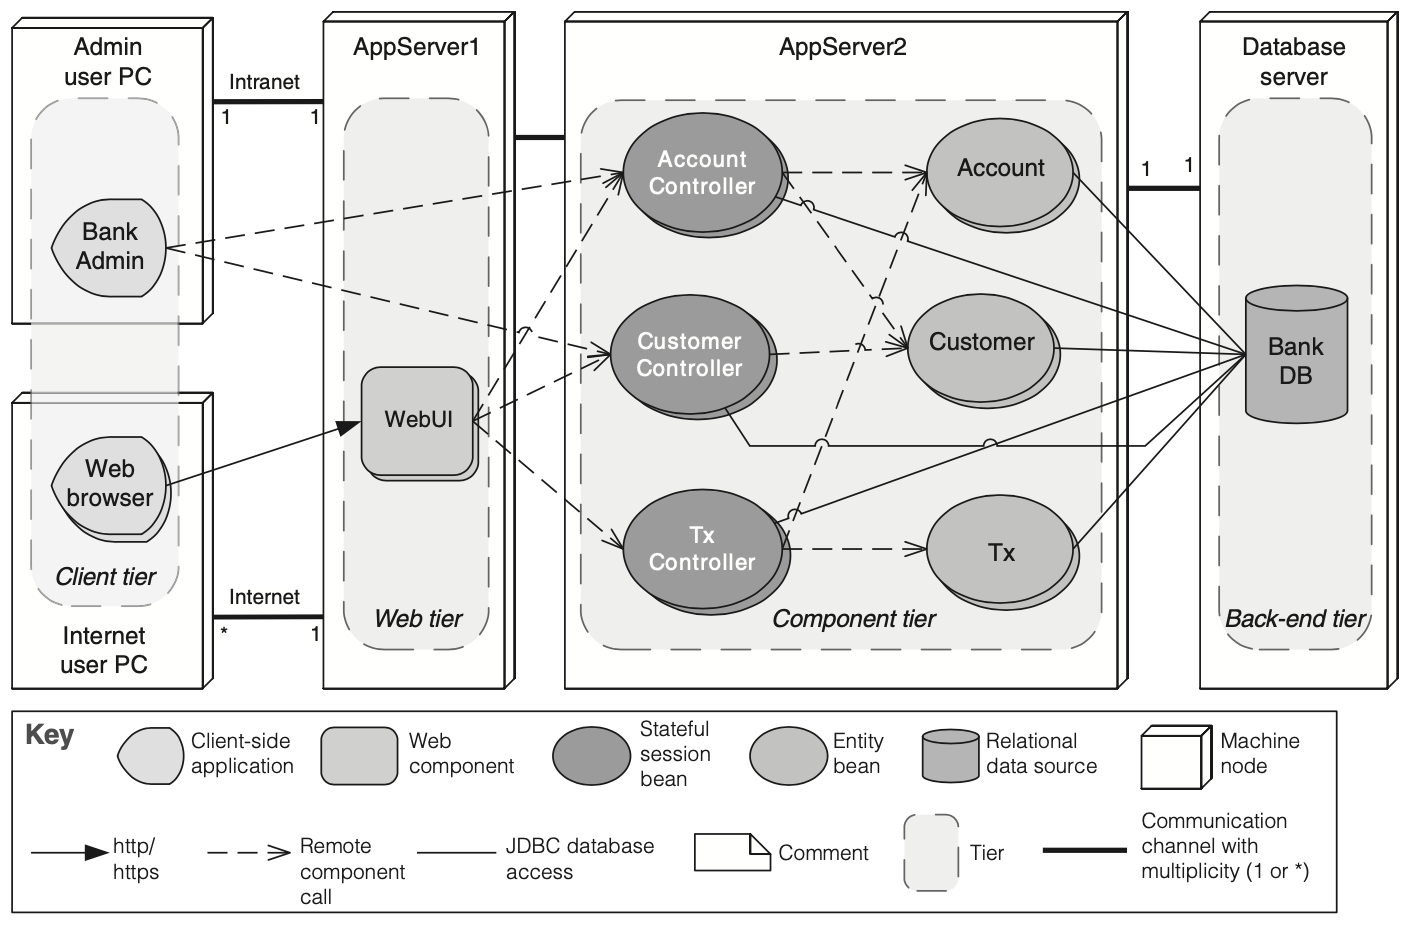 Admin
user PC
Bank
Admin
Web
browser
Client tier
Internet
user PC
Intranet
1
1
Internet
*
1
AppServer1
WebUI
Web tier
AppServer2
Account
Controller
Account
Customer
Controller
Customer
Tx
Controller
Tx
Component tier
1
1
Database
server
Bank
DB
Back-end tier
Key
Client-side
application
Web
component
Stateful
session
bean
Entity
bean
Relational
data source
Machine
node
http/
https
Remote
component
call
JDBC database
access
Comment
Tier
Communication
channel with
multiplicity (1 or *)